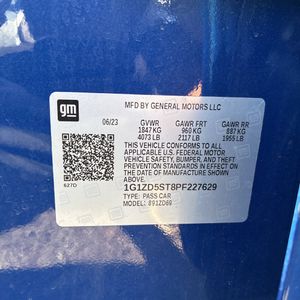 gm
MFD BY GENERAL MOTORS LLC
06/23 GVWR GAWR FRT GAWR RR
1847 KG 960 KG 887 KG
4073 LB 2117 LB 1955 LB
THIS VEHICLE CONFORMS TO ALL
APPLICABLE U.S. FEDERAL MOTOR
VEHICLE SAFETY, BUMPER, AND THEFT
PREVENTION STANDARDS IN EFFECT ON
THE DATE OF MANUFACTURE SHOWN
ABOVE.
627D
1G1ZD5ST8PF227629
TYPE: PASS CAR
MODEL: 891ZD69